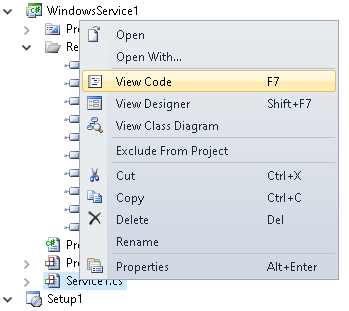 WindowsService1
Pro
Open
Re
Open With...
View Code F7
View Designer Shift+F7
View Class Diagram
Exclude From Project
Cut Ctrl+X
Copy Ctrl+C
Delete Del
Pro
Rename
Pro
Properties Alt+Enter
Service1.cs
Setup1